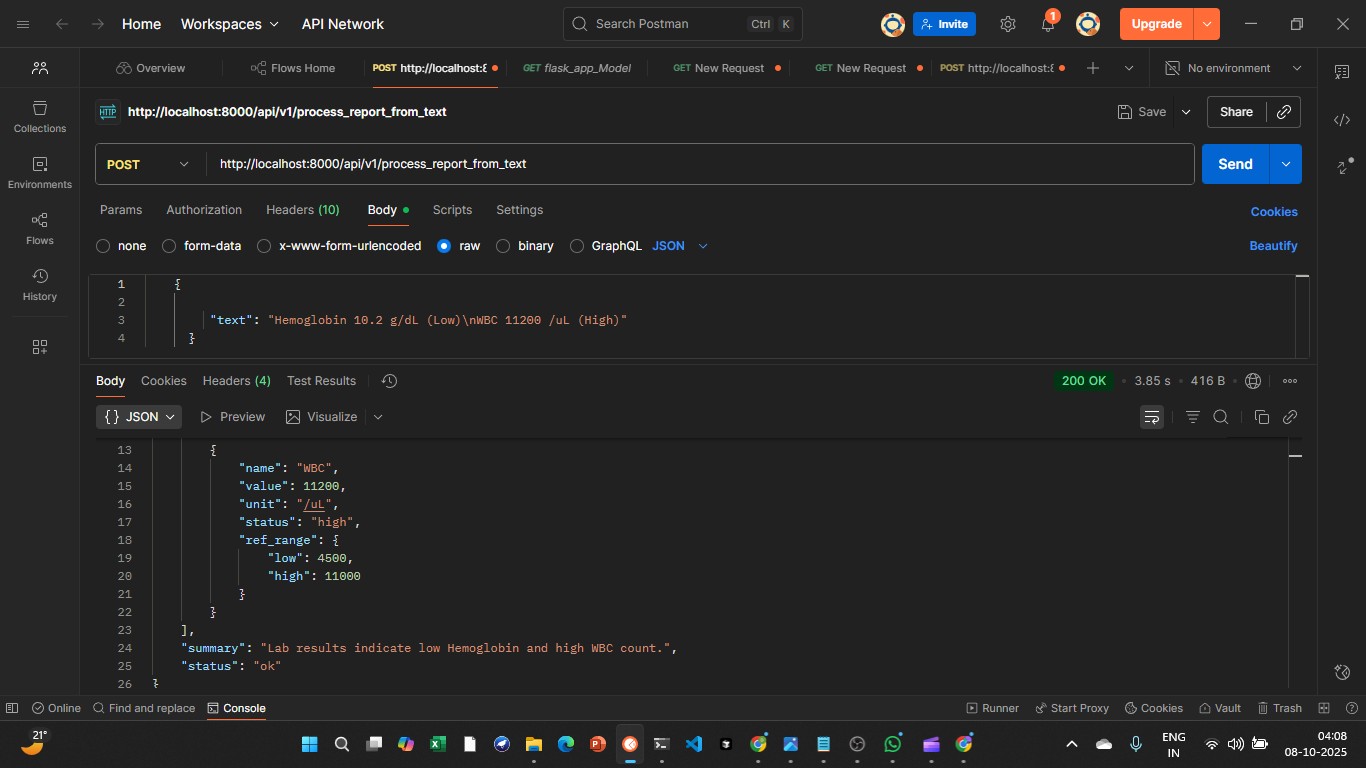 Home Workspaces API Network Search Postman Ctrl K Invite 1 Upgrade
Overview Flows Home POST http://localhost:8 GET flask_app_Model GET New Request GET New Request POST http://localhost:8 No environment
HTTP http://localhost:8000/api/v1/process_report_from_text Save Share
Collections
POST http://localhost:8000/api/v1/process_report_from_text Send
Environments
Params Authorization Headers (10) Body Scripts Settings Cookies
Flows
none form-data x-www-form-urlencoded raw binary GraphQL JSON Beautify
History
1 {
2
3 "text": "Hemoglobin 10.2 g/dL (Low)\nWBC 11200 /uL (High)"
4 }
Body Cookies Headers (4) Test Results 200 OK 3.85 s 416 B
{ } JSON Preview Visualize
13 {
14 "name": "WBC",
15 "value": 11200,
16 "unit": "/uL",
17 "status": "high",
18 "ref_range": {
19 "low": 4500,
20 "high": 11000
21 }
22 }
23 ],
24 "summary": "Lab results indicate low Hemoglobin and high WBC count.",
25 "status": "ok"
26 }
Online Find and replace Console Runner Start Proxy Cookies Vault Trash
21° ENG 04:08
IN 08-10-2025